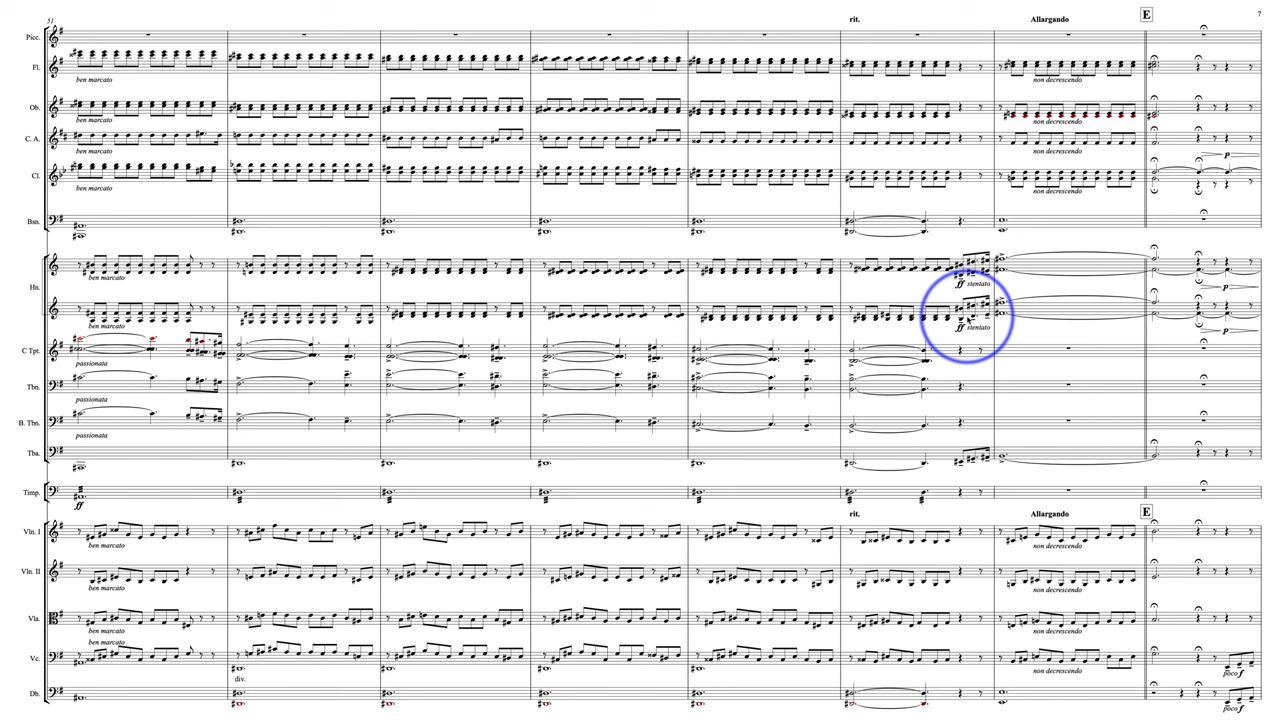 51
rit.
Allargando
E
7
Picc.
Fl.
ben marcato
non decrescendo
Ob.
ben marcato
non decrescendo
C. A.
ben marcato
non decrescendo
p
Cl.
ben marcato
non decrescendo
Bsn.
Hn.
ben marcato
ff stentato
p
ben marcato
ff stentato
p
C Tpt.
passionata
Tbn.
passionata
B. Tbn.
passionata
Tba.
Timp.
ff
rit.
Allargando
E
Vln. I
ben marcato
non decrescendo
Vln. II
ben marcato
non decrescendo
Vla.
ben marcato
non decrescendo
ben marcato
Vc.
non decrescendo
poco f
div.
Db.
poco f